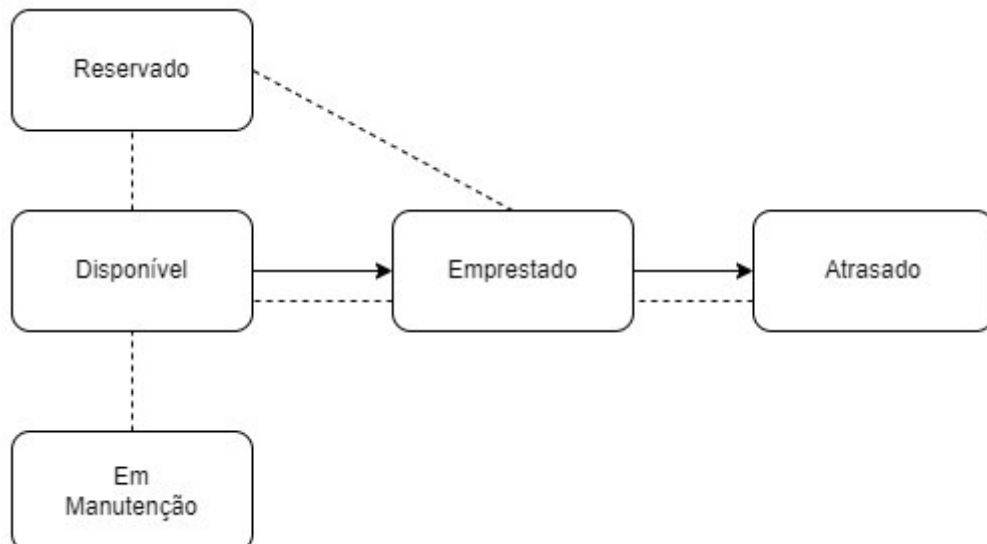 Reservado
Disponível
Emprestado
Atrasado
Em
Manutenção